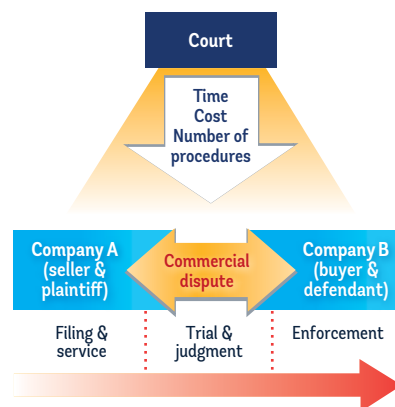 Court
Time
Cost
Number of
procedures
Company A
(seller &
plaintiff)
Commercial
dispute
Company B
(buyer &
defendant)
Filing &
service
Trial &
judgment
Enforcement